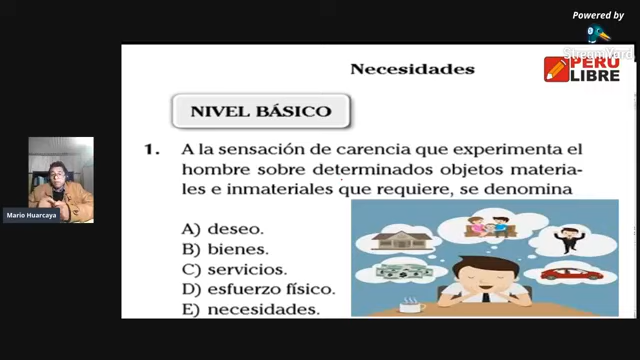 Powered by
StreamYard
Necesidades
PERÚ
LIBRE
NIVEL BÁSICO
1. A la sensación de carencia que experimenta el
hombre sobre determinados objetos materia-
les e inmateriales que requiere, se denomina
A) deseo.
B) bienes.
C) servicios.
D) esfuerzo físico.
E) necesidades.
Mario Huarcaya